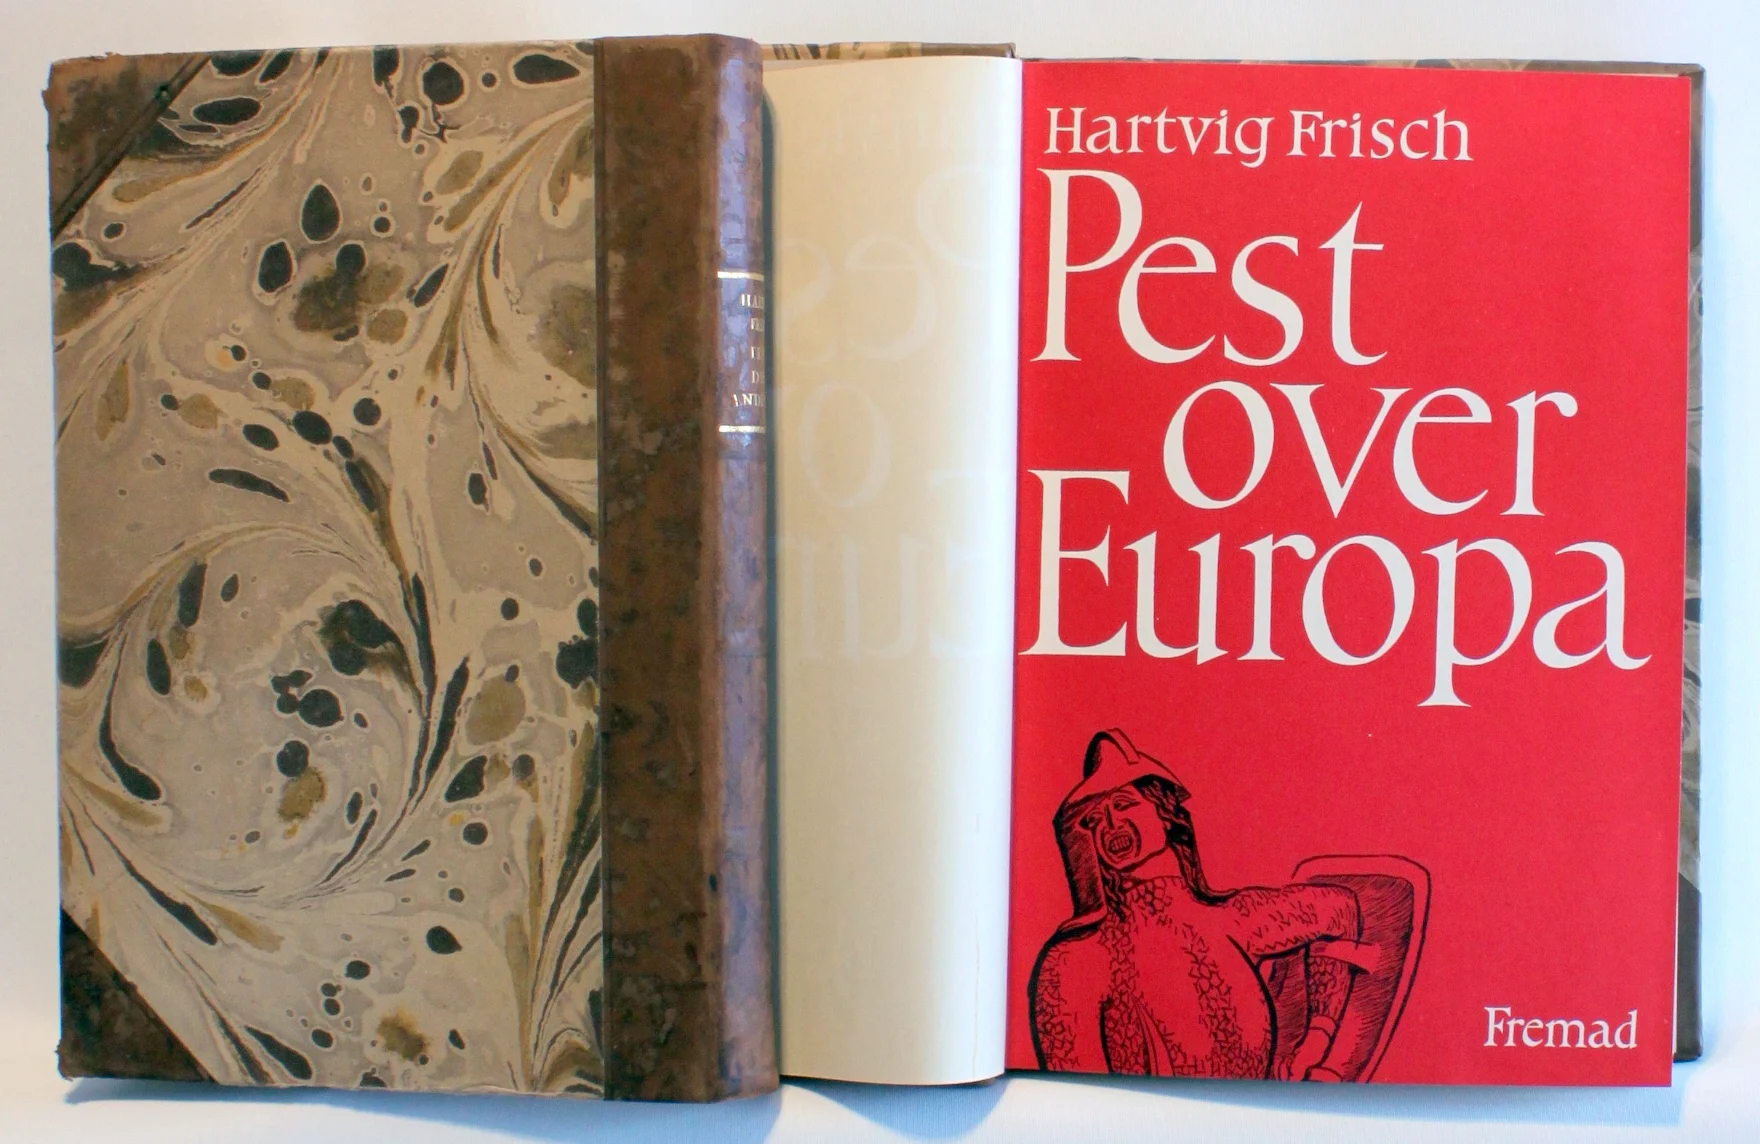 Hartvig Frisch
Pest
over
Europa
Fremad